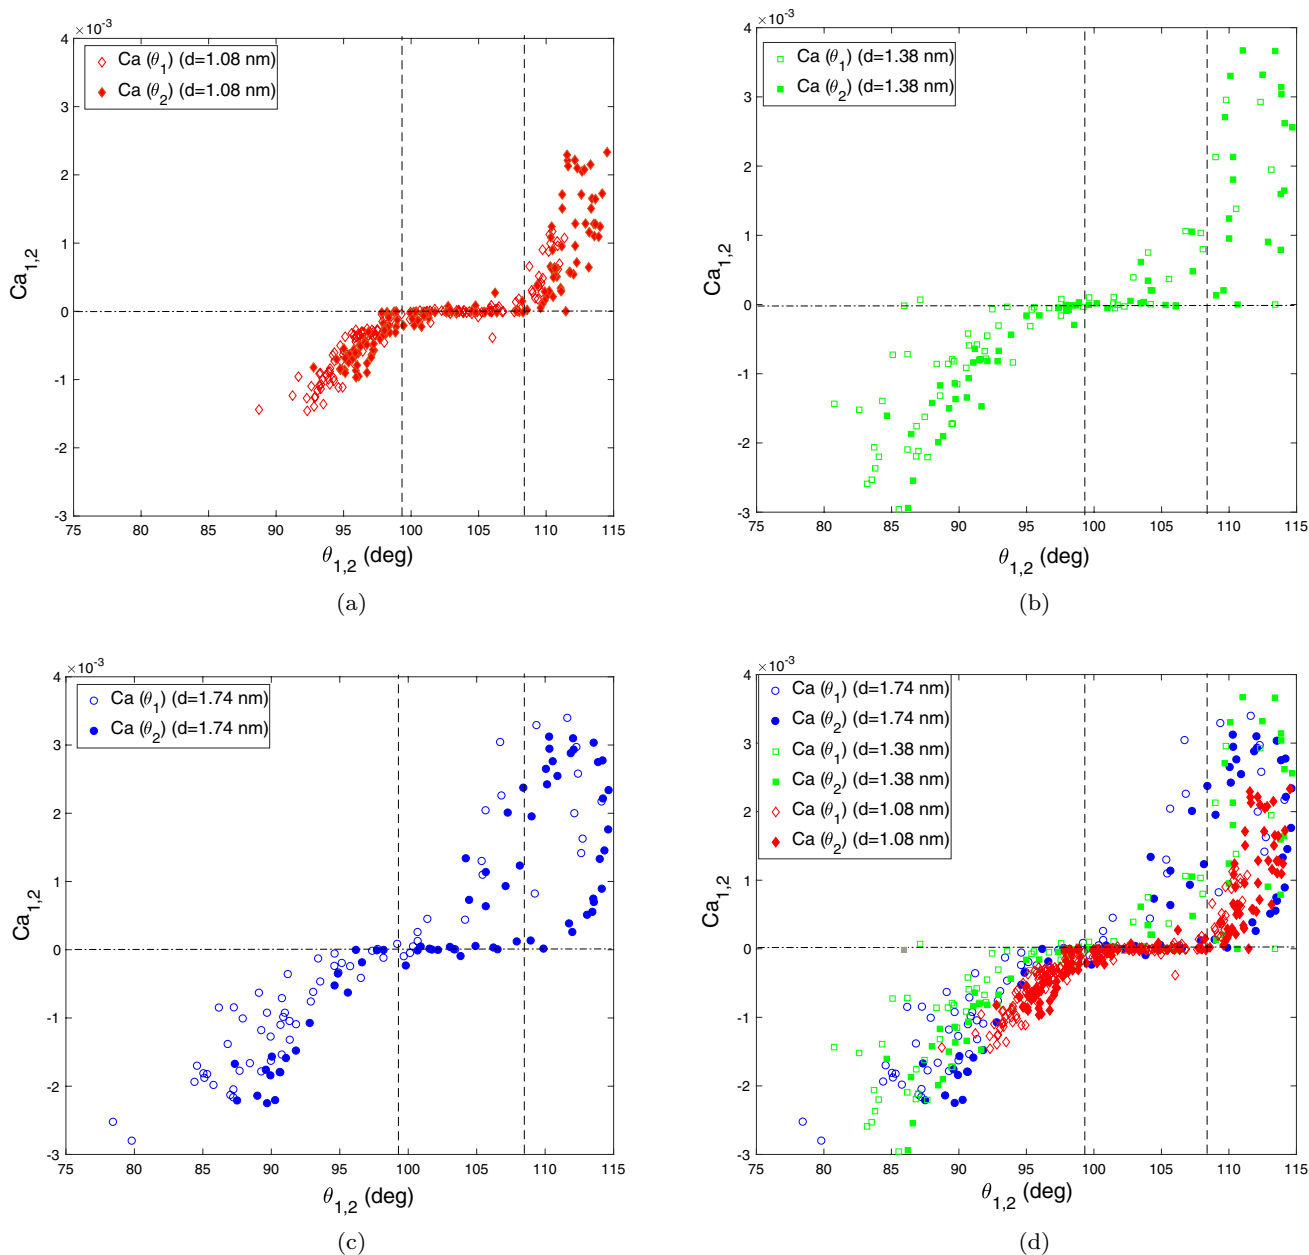 ×10⁻³
4
3
2
1
0
-1
-2
-3
75 80 85 90 95 100 105 110 115
Ca₁,₂
θ₁,₂ (deg)
Ca (θ₁) (d=1.08 nm)
Ca (θ₂) (d=1.08 nm)
(a)
×10⁻³
4
3
2
1
0
-1
-2
-3
75 80 85 90 95 100 105 110 115
Ca₁,₂
θ₁,₂ (deg)
Ca (θ₁) (d=1.38 nm)
Ca (θ₂) (d=1.38 nm)
(b)
×10⁻³
4
3
2
1
0
-1
-2
-3
75 80 85 90 95 100 105 110 115
Ca₁,₂
θ₁,₂ (deg)
Ca (θ₁) (d=1.74 nm)
Ca (θ₂) (d=1.74 nm)
(c)
×10⁻³
4
3
2
1
0
-1
-2
-3
75 80 85 90 95 100 105 110 115
Ca₁,₂
θ₁,₂ (deg)
Ca (θ₁) (d=1.74 nm)
Ca (θ₂) (d=1.74 nm)
Ca (θ₁) (d=1.38 nm)
Ca (θ₂) (d=1.38 nm)
Ca (θ₁) (d=1.08 nm)
Ca (θ₂) (d=1.08 nm)
(d)